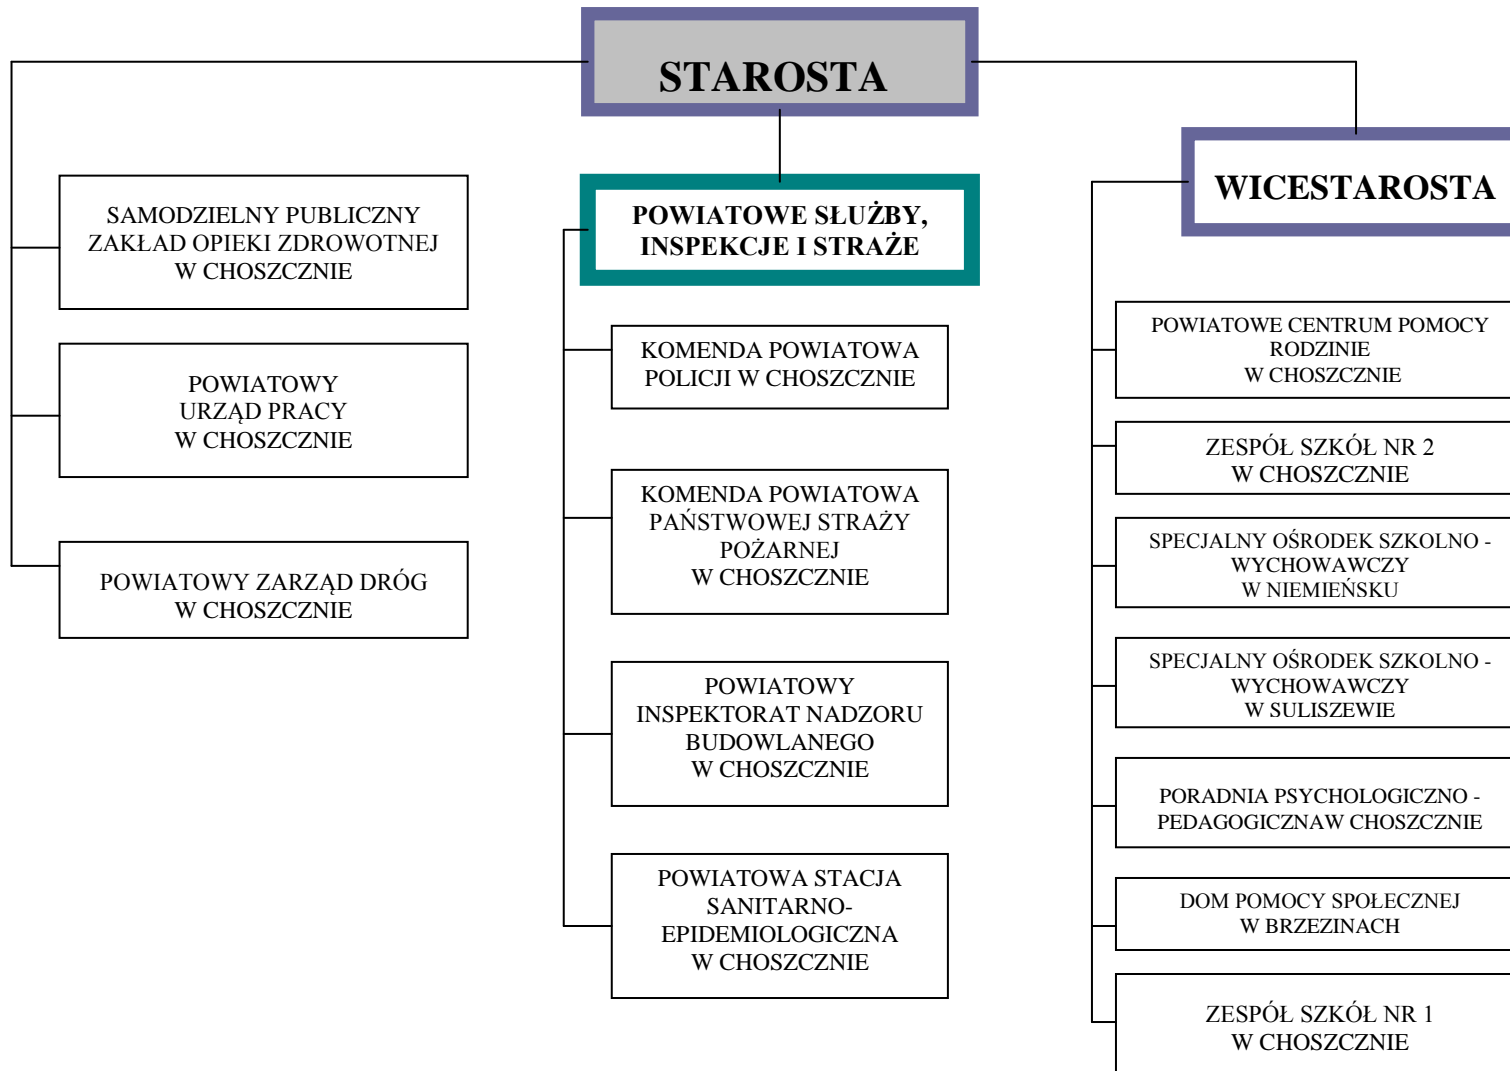 STAROSTA
SAMODZIELNY PUBLICZNY
ZAKŁAD OPIEKI ZDROWOTNEJ
W CHOSZCZNIE
POWIATOWY
URZĄD PRACY
W CHOSZCZNIE
POWIATOWY ZARZĄD DRÓG
W CHOSZCZNIE
POWIATOWE SŁUŻBY,
INSPEKCJE I STRAŻE
KOMENDA POWIATOWA
POLICJI W CHOSZCZNIE
KOMENDA POWIATOWA
PAŃSTWOWEJ STRAŻY
POŻARNEJ
W CHOSZCZNIE
POWIATOWY
INSPEKTORAT NADZORU
BUDOWLANEGO
W CHOSZCZNIE
POWIATOWA STACJA
SANITARNO-
EPIDEMIOLOGICZNA
W CHOSZCZNIE
WICESTAROSTA
POWIATOWE CENTRUM POMOCY
RODZINIE
W CHOSZCZNIE
ZESPÓŁ SZKÓŁ NR 2
W CHOSZCZNIE
SPECJALNY OŚRODEK SZKOLNO -
WYCHOWAWCZY
W NIEMIEŃSKU
SPECJALNY OŚRODEK SZKOLNO -
WYCHOWAWCZY
W SULISZEWIE
PORADNIA PSYCHOLOGICZNO -
PEDAGOGICZNAW CHOSZCZNIE
DOM POMOCY SPOŁECZNEJ
W BRZEZINACH
ZESPÓŁ SZKÓŁ NR 1
W CHOSZCZNIE